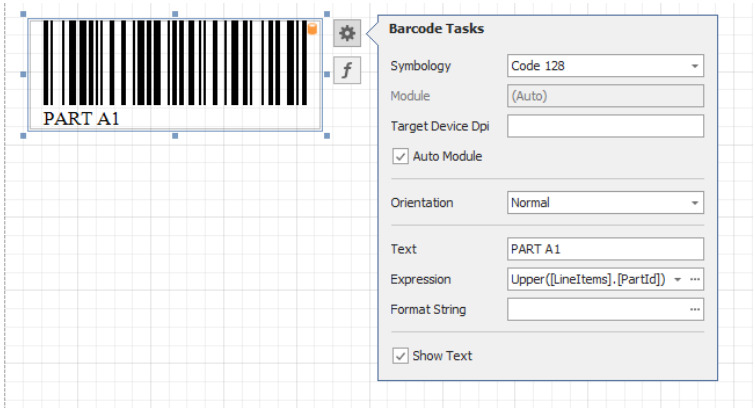 PART A1
f
Barcode Tasks
Symbology Code 128
Module (Auto)
Target Device Dpi
Auto Module
Orientation Normal
Text PART A1
Expression Upper([LineItems].[PartId]) ...
Format String ...
Show Text